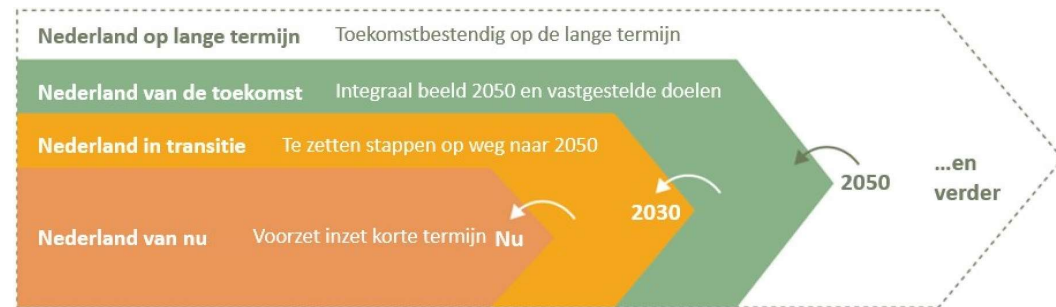 Nederland op lange termijn Toekomstbestendig op de lange termijn
Nederland van de toekomst Integraal beeld 2050 en vastgestelde doelen
Nederland in transitie Te zetten stappen op weg naar 2050
Nederland van nu Voorzet inzet korte termijn Nu
2030
2050
...en
verder